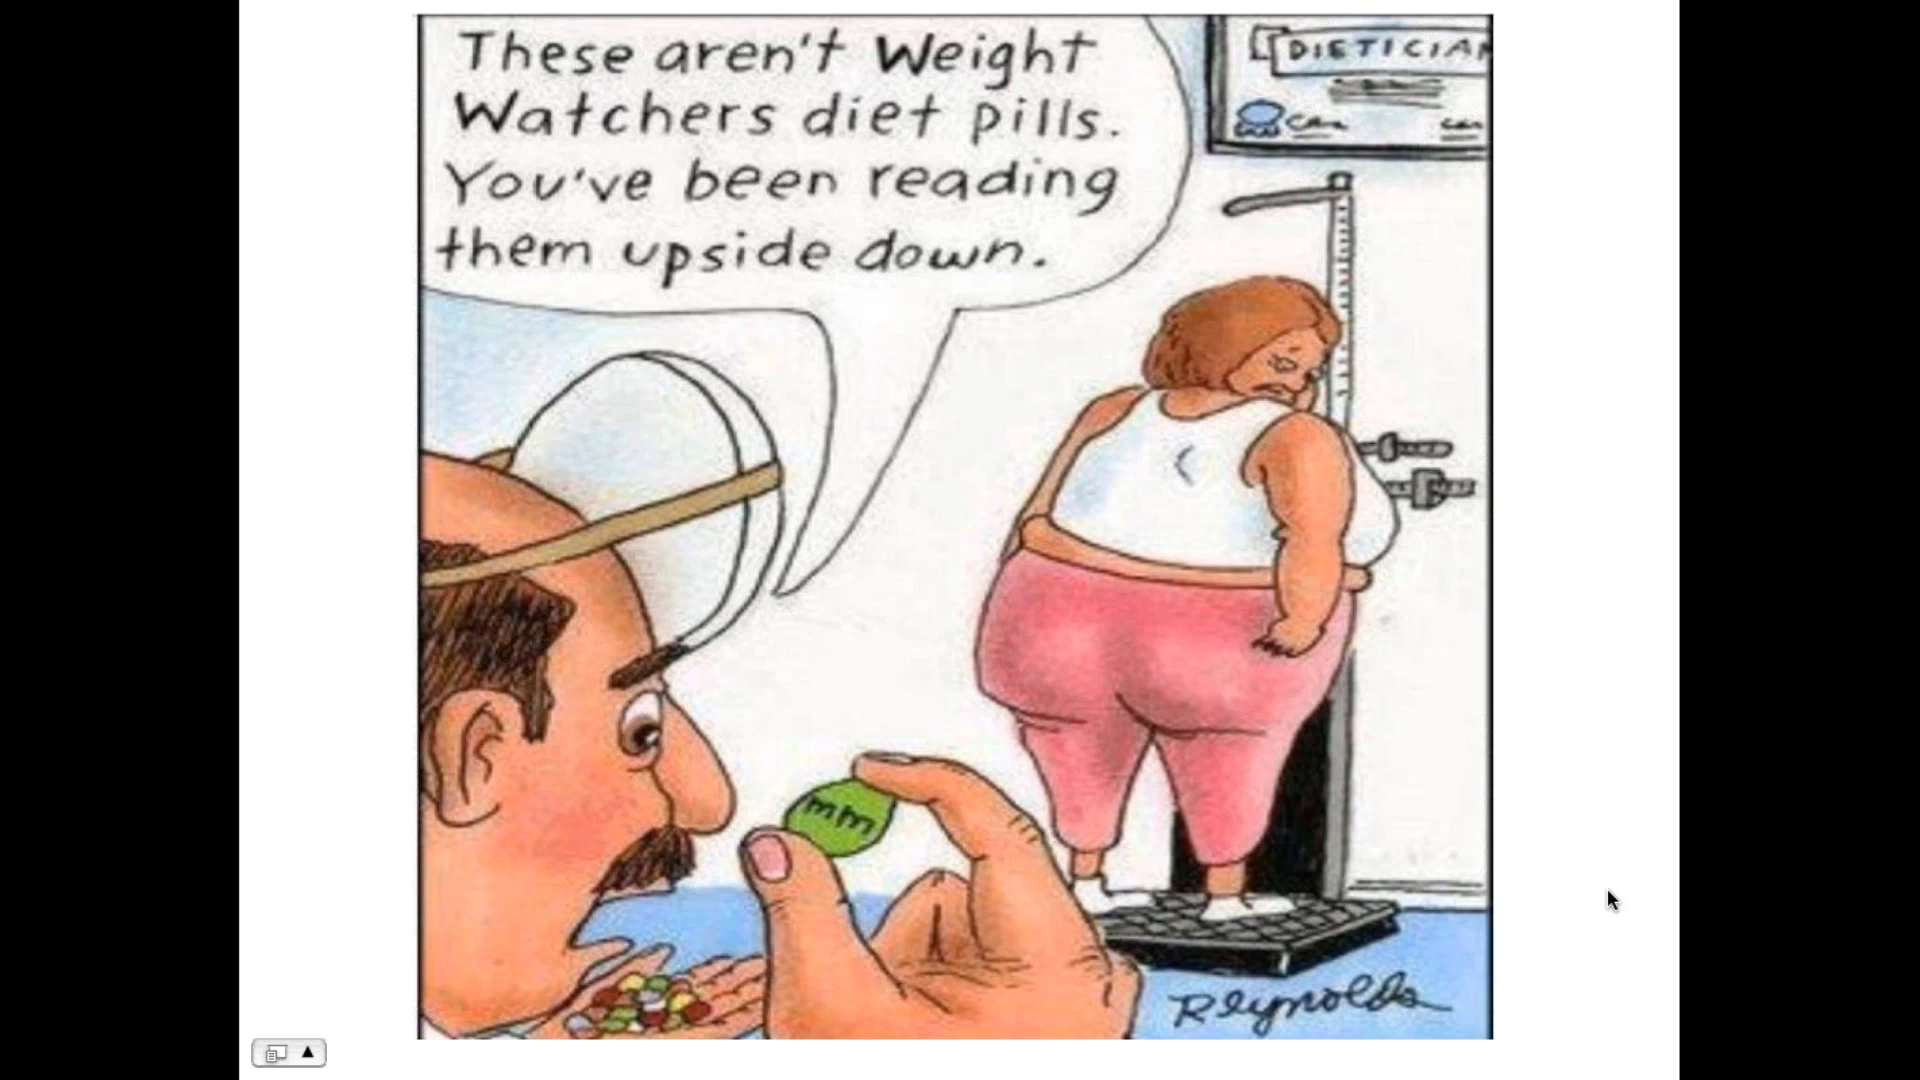 These aren't Weight
Watchers diet pills.
You've been reading
them upside down.
DIETICIAN
mm
Reynolds